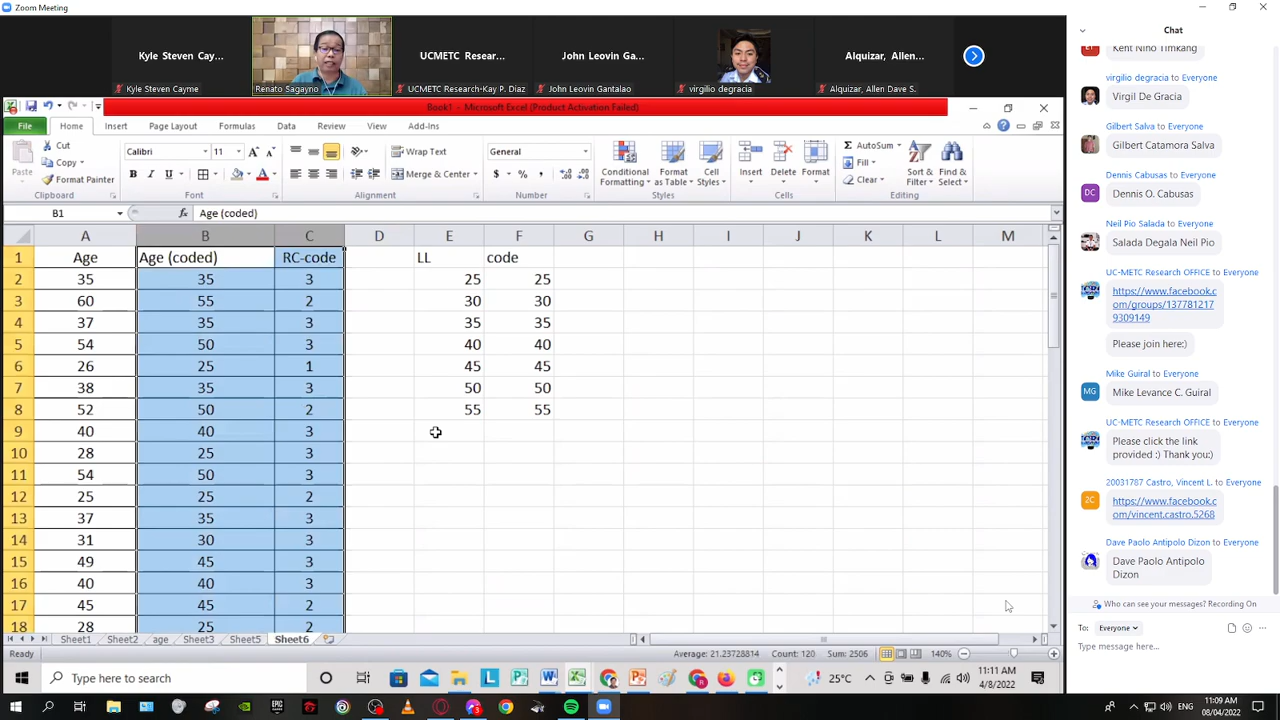 Zoom Meeting
Kyle Steven Cay...
UCMETC Resear...
John Leovin Ga...
Alquizar, Allen...
Kyle Steven Cayme
Renato Sagayno
UCMETC Research-Kay P. Diaz
John Leovin Gantalao
virgilio degracia
Alquizar, Allen Dave S.
Book1 - Microsoft Excel (Product Activation Failed)
File Home Insert Page Layout Formulas Data Review View Add-Ins
Paste
Cut
Copy
Format Painter
Clipboard
Calibri 11
B I U
Font
Wrap Text
Merge & Center
Alignment
General
$ % ,
Number
Conditional Formatting
Format as Table
Cell Styles
Styles
Insert Delete Format
Cells
AutoSum
Fill
Clear
Sort & Filter
Find & Select
Editing
B1 fx Age (coded)
A B C D E F G H I J K L M
1 Age Age (coded) RC-code LL code
2 35 35 3 25 25
3 60 55 2 30 30
4 37 35 3 35 35
5 54 50 3 40 40
6 26 25 1 45 45
7 38 35 3 50 50
8 52 50 2 55 55
9 40 40 3
10 28 25 3
11 54 50 3
12 25 25 2
13 37 35 3
14 31 30 3
15 49 45 3
16 40 40 3
17 45 45 2
18 28 25 2
Sheet1 Sheet2 age Sheet3 Sheet5 Sheet6
Ready Average: 21.23728814 Count: 120 Sum: 2506 140%
Type here to search
25°C
11:11 AM
4/8/2022
Chat
Kent Nino Timkang
virgilio degracia to Everyone
Virgil De Gracia
Gilbert Salva to Everyone
Gilbert Catamora Salva
Dennis Cabusas to Everyone
DC
Dennis O. Cabusas
Neil Pio Salada to Everyone
Salada Degala Neil Pio
UC-METC Research OFFICE to Everyone
https://www.facebook.c
om/groups/137781217
9309149
Please join here:)
Mike Guiral to Everyone
MG
Mike Levance C. Guiral
UC-METC Research OFFICE to Everyone
Please click the link
provided :) Thank you:)
20031787 Castro, Vincent L. to Everyone
2C
https://www.facebook.c
om/vincent.castro.5268
Dave Paolo Antipolo Dizon to Everyone
Dave Paolo Antipolo
Dizon
Who can see your messages? Recording On
To: Everyone
Type message here...
ENG
11:09 AM
08/04/2022